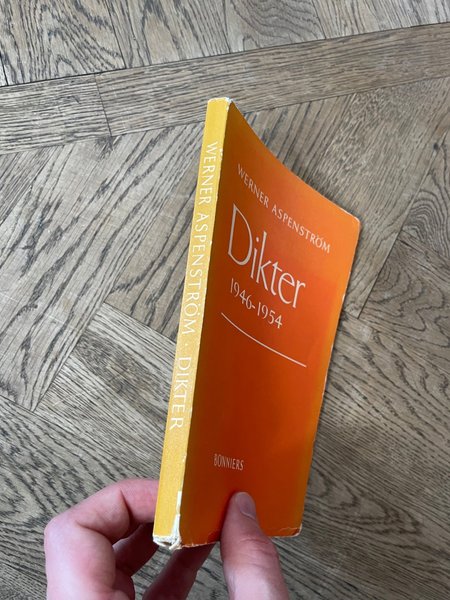 WERNER ASPENSTRÖM · DIKTER
WERNER ASPENSTRÖM
Dikter
1946-1954
BONNIERS